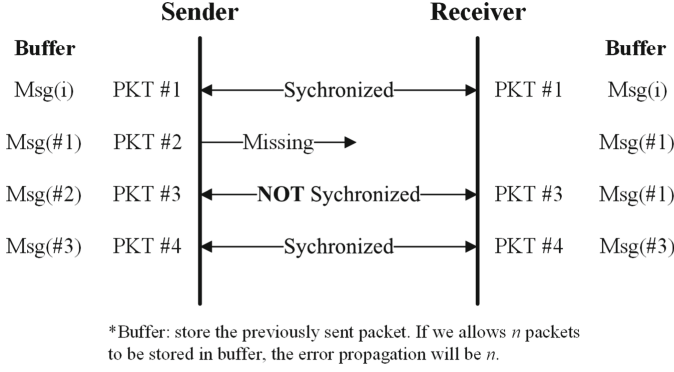 Sender Receiver
Buffer Buffer
Msg(i) PKT #1 Sychronized PKT #1 Msg(i)
Msg(#1) PKT #2 Missing Msg(#1)
Msg(#2) PKT #3 NOT Sychronized PKT #3 Msg(#1)
Msg(#3) PKT #4 Sychronized PKT #4 Msg(#3)
*Buffer: store the previously sent packet. If we allows n packets
to be stored in buffer, the error propagation will be n.